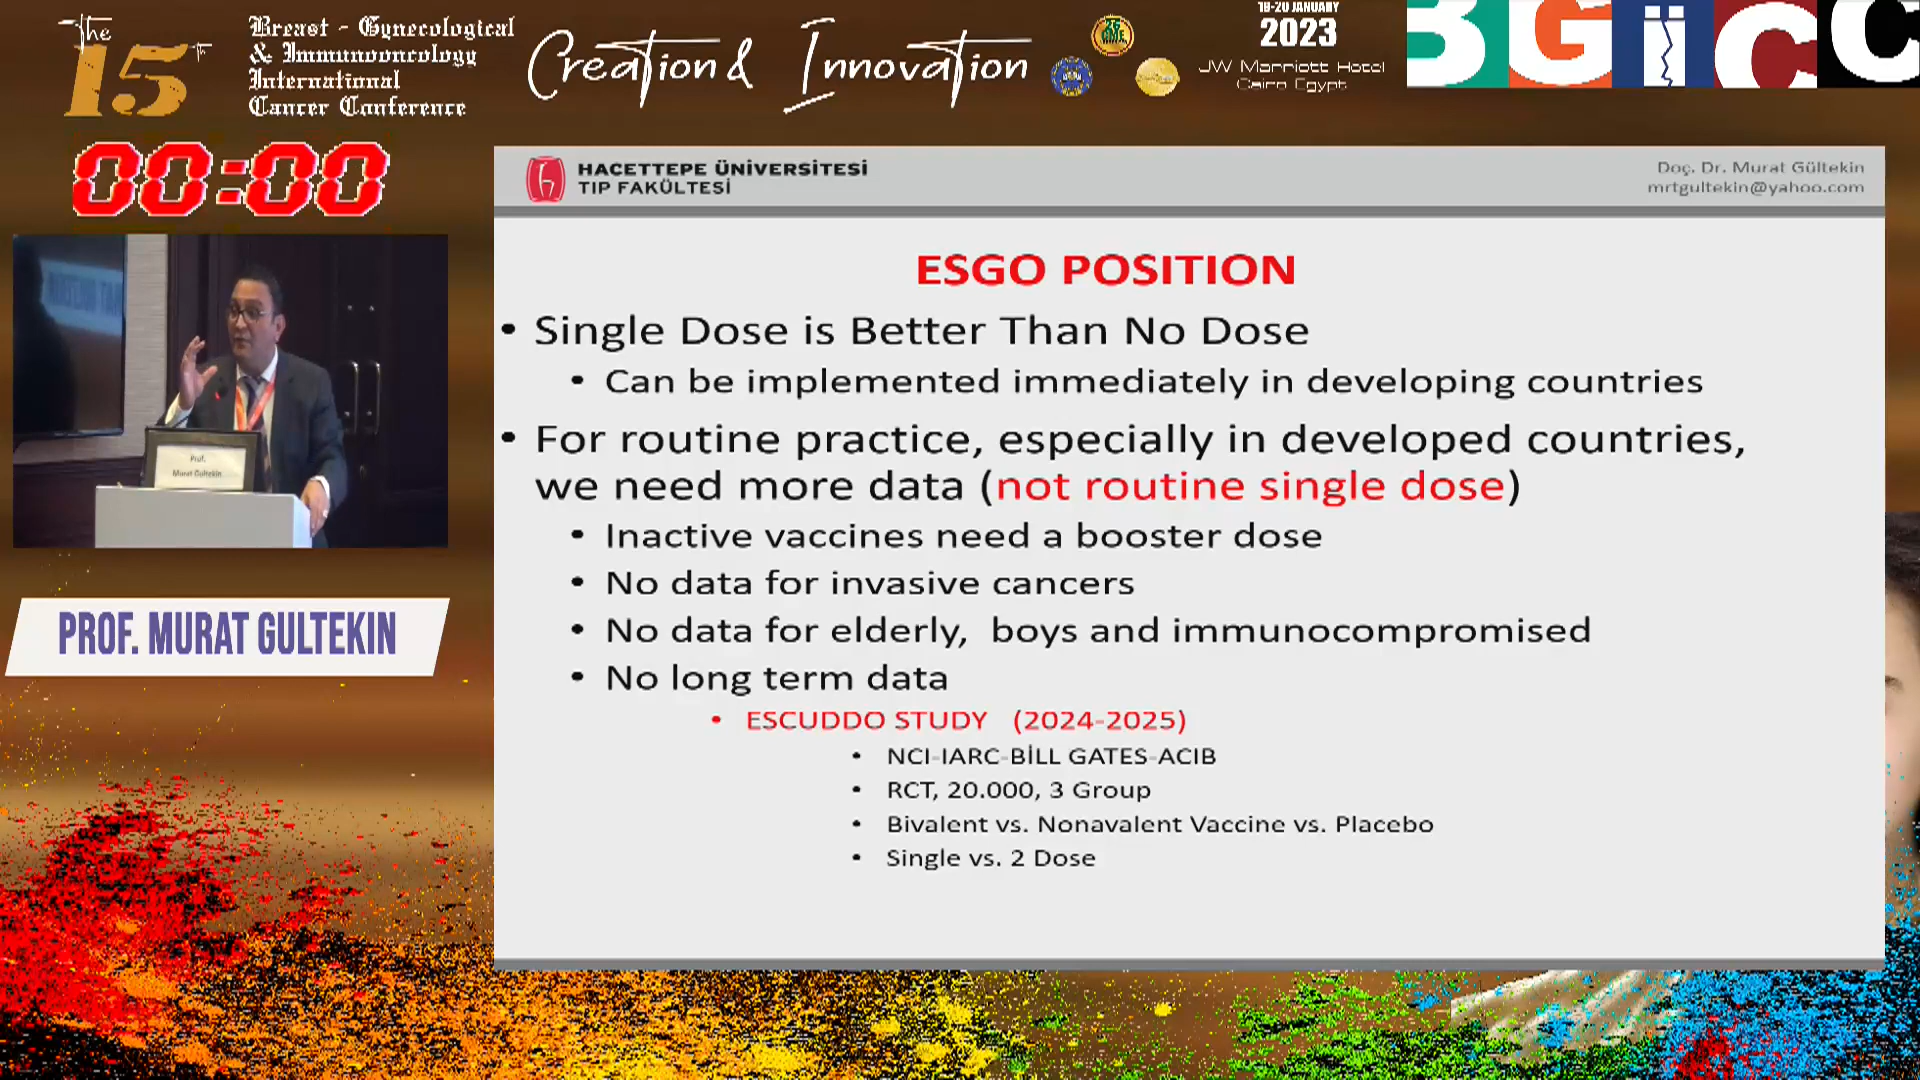 The
15th
Breast - Gynecological
& Immunooncology
International
Cancer Conference
Creation & Innovation
19-20 JANUARY
2023
JW Marriott Hotel
Cairo Egypt
BGiCC
00:00
HACETTEPE ÜNİVERSİTESİ
TIP FAKÜLTESİ
Doç. Dr. Murat Gültekin
mrtgultekin@yahoo.com
ESGO POSITION
• Single Dose is Better Than No Dose
• Can be implemented immediately in developing countries
• For routine practice, especially in developed countries,
we need more data (not routine single dose)
• Inactive vaccines need a booster dose
• No data for invasive cancers
• No data for elderly, boys and immunocompromised
• No long term data
• ESCUDDO STUDY (2024-2025)
• NCI-IARC-BİLL GATES-ACIB
• RCT, 20.000, 3 Group
• Bivalent vs. Nonavalent Vaccine vs. Placebo
• Single vs. 2 Dose
Prof.
Murat Gultekin
PROF. MURAT GULTEKIN